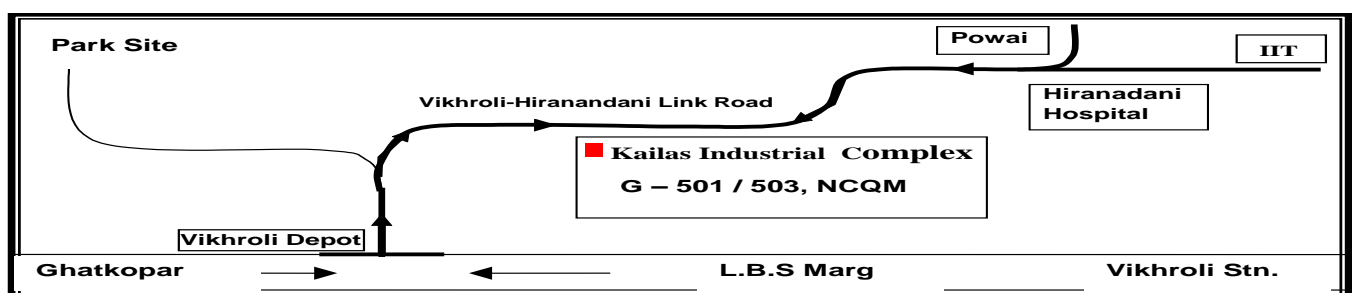 Park Site
Powai
IIT
Vikhroli-Hiranandani Link Road
Hiranadani
Hospital
Kailas Industrial Complex
G – 501 / 503, NCQM
Vikhroli Depot
Ghatkopar
L.B.S Marg
Vikhroli Stn.